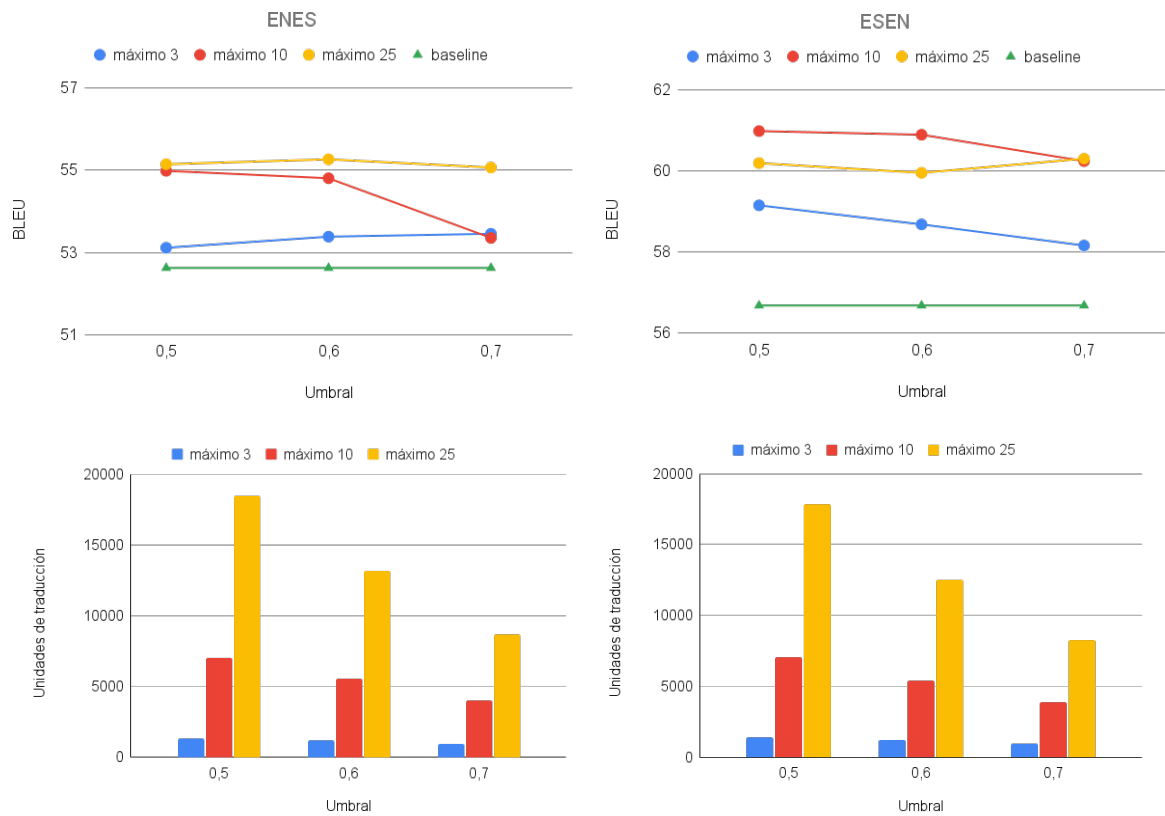 ENES
máximo 3 máximo 10 máximo 25 baseline
57
55
53
51
BLEU
0,5 0,6 0,7
Umbral
ESEN
máximo 3 máximo 10 máximo 25 baseline
62
60
58
56
BLEU
0,5 0,6 0,7
Umbral
máximo 3 máximo 10 máximo 25
20000
15000
10000
5000
0
Unidades de traducción
0,5 0,6 0,7
Umbral
máximo 3 máximo 10 máximo 25
20000
15000
10000
5000
0
Unidades de traducción
0,5 0,6 0,7
Umbral